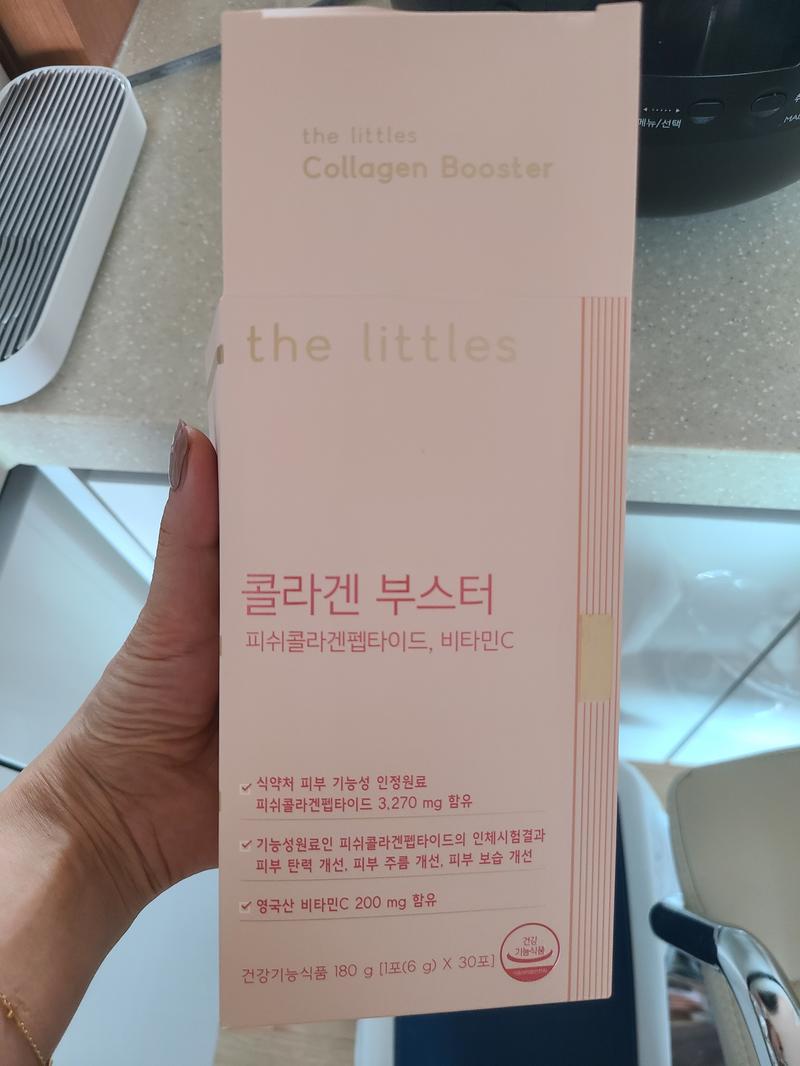 the littles
Collagen Booster
메뉴/선택
the littles
콜라겐 부스터
피쉬콜라겐펩타이드, 비타민C
식약처 피부 기능성 인정원료
피쉬콜라겐펩타이드 3,270 mg 함유
기능성원료인 피쉬콜라겐펩타이드의 인체시험결과
피부 탄력 개선, 피부 주름 개선, 피부 보습 개선
영국산 비타민C 200 mg 함유
건강
기능식품
건강기능식품 180 g [1포(6 g) X 30포]